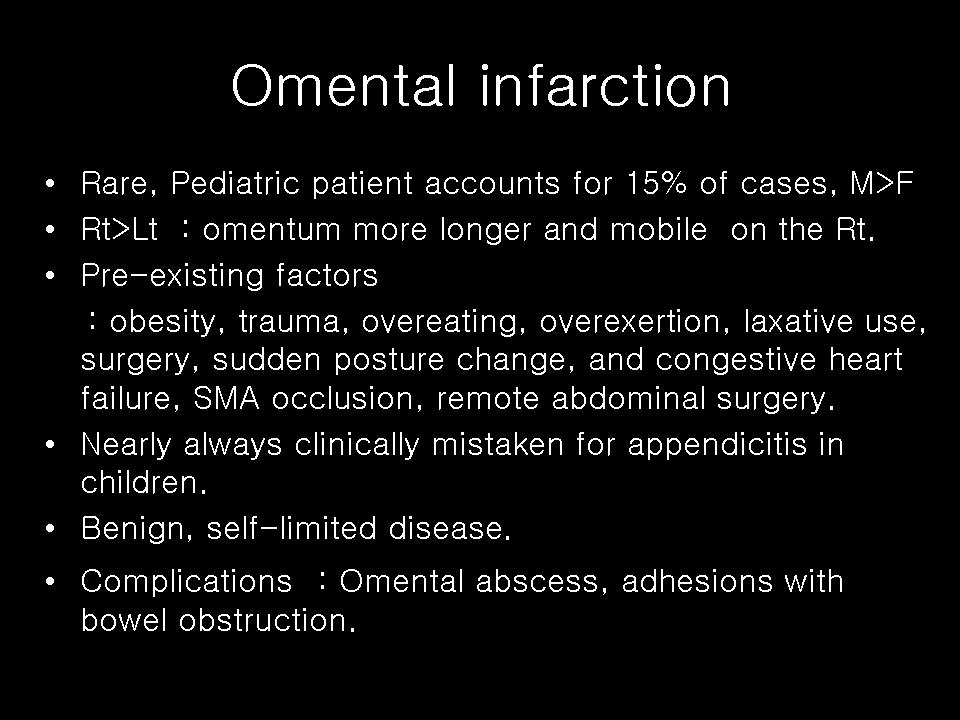 Omental infarction
• Rare, Pediatric patient accounts for 15% of cases, M>F
• Rt>Lt : omentum more longer and mobile on the Rt.
• Pre-existing factors
: obesity, trauma, overeating, overexertion, laxative use,
surgery, sudden posture change, and congestive heart
failure, SMA occlusion, remote abdominal surgery.
• Nearly always clinically mistaken for appendicitis in
children.
• Benign, self-limited disease.
• Complications : Omental abscess, adhesions with
bowel obstruction.